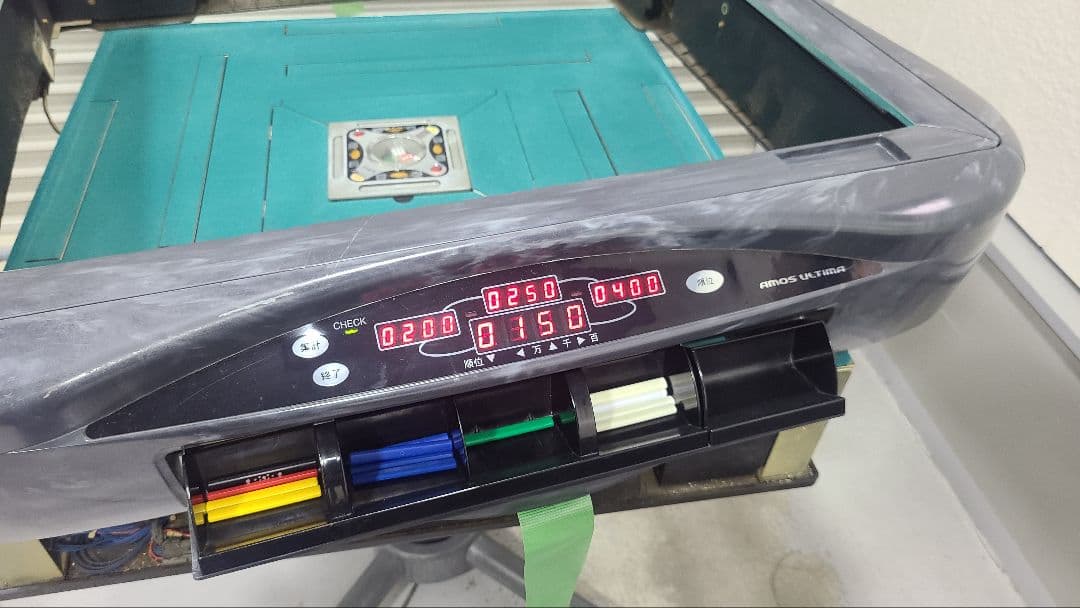 0250
0400
0200
0150
順位
AMOS ULTIMA
CHECK
集計
終了
順位▼ ◀万▲千▶百